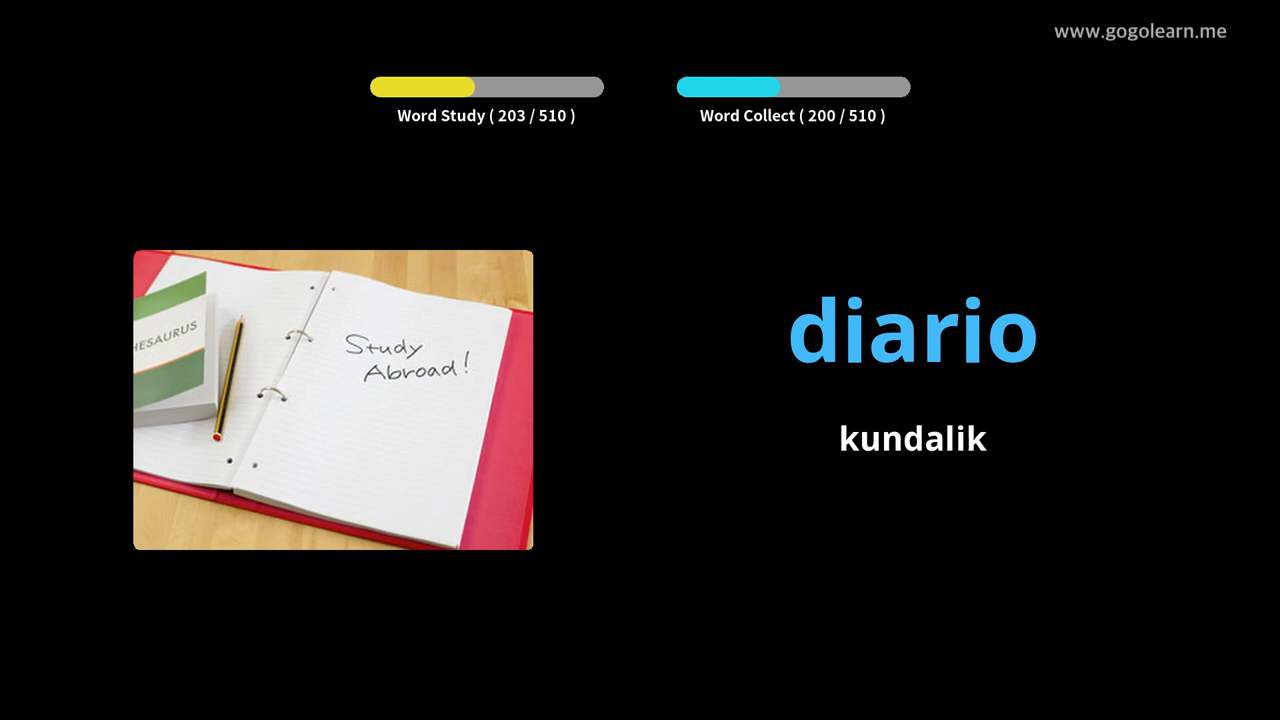 www.gogolearn.me
Word Study ( 203 / 510 )
Word Collect ( 200 / 510 )
HESAURUS
Study
Abroad!
diario
kundalik